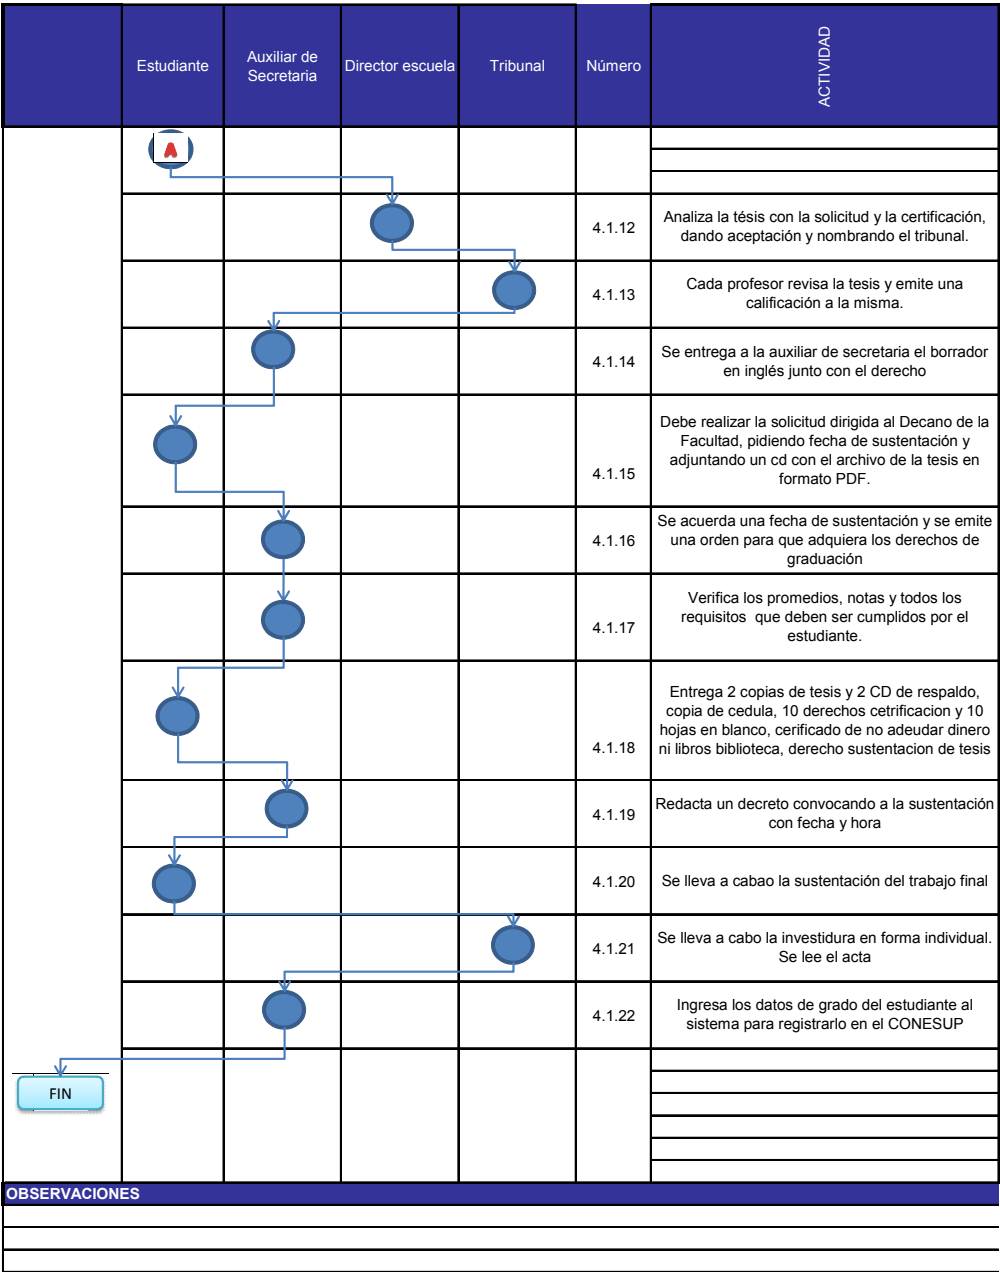 Estudiante
Auxiliar de
Secretaria
Director escuela
Tribunal
Número
ACTIVIDAD
A
4.1.12
Analiza la tésis con la solicitud y la certificación,
dando aceptación y nombrando el tribunal.
4.1.13
Cada profesor revisa la tesis y emite una
calificación a la misma.
4.1.14
Se entrega a la auxiliar de secretaria el borrador
en inglés junto con el derecho
4.1.15
Debe realizar la solicitud dirigida al Decano de la
Facultad, pidiendo fecha de sustentación y
adjuntando un cd con el archivo de la tesis en
formato PDF.
4.1.16
Se acuerda una fecha de sustentación y se emite
una orden para que adquiera los derechos de
graduación
4.1.17
Verifica los promedios, notas y todos los
requisitos que deben ser cumplidos por el
estudiante.
4.1.18
Entrega 2 copias de tesis y 2 CD de respaldo,
copia de cedula, 10 derechos cetrificacion y 10
hojas en blanco, cerificado de no adeudar dinero
ni libros biblioteca, derecho sustentacion de tesis
4.1.19
Redacta un decreto convocando a la sustentación
con fecha y hora
4.1.20
Se lleva a cabao la sustentación del trabajo final
4.1.21
Se lleva a cabo la investidura en forma individual.
Se lee el acta
4.1.22
Ingresa los datos de grado del estudiante al
sistema para registrarlo en el CONESUP
FIN
OBSERVACIONES